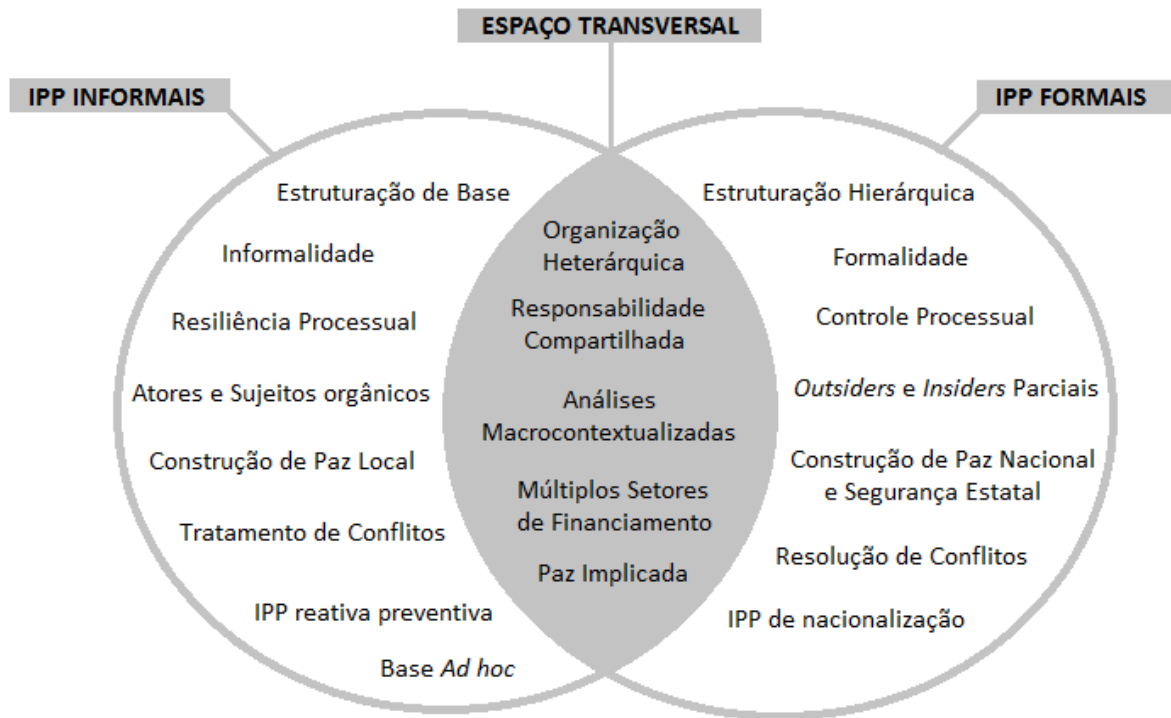 ESPAÇO TRANSVERSAL
IPP INFORMAIS
IPP FORMAIS
Estruturação de Base
Informalidade
Resiliência Processual
Atores e Sujeitos orgânicos
Construção de Paz Local
Tratamento de Conflitos
IPP reativa preventiva
Base Ad hoc
Organização
Heterárquica
Responsabilidade
Compartilhada
Análises
Macrocontextualizadas
Múltiplos Setores
de Financiamento
Paz Implicada
Estruturação Hierárquica
Formalidade
Controle Processual
Outsiders e Insiders Parciais
Construção de Paz Nacional
e Segurança Estatal
Resolução de Conflitos
IPP de nacionalização